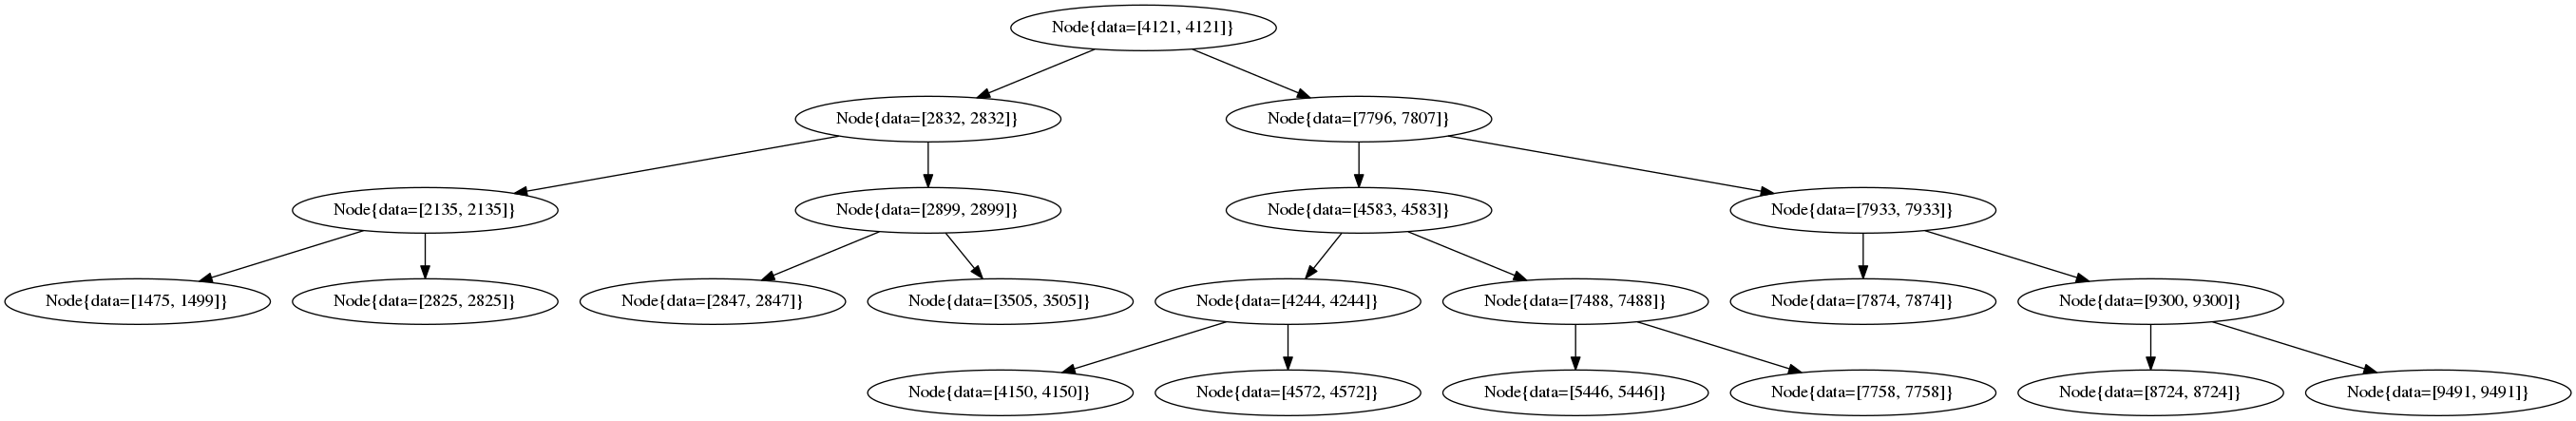 Node{data=[4121, 4121]}
Node{data=[2832, 2832]}
Node{data=[7796, 7807]}
Node{data=[2135, 2135]}
Node{data=[2899, 2899]}
Node{data=[4583, 4583]}
Node{data=[7933, 7933]}
Node{data=[1475, 1499]}
Node{data=[2825, 2825]}
Node{data=[2847, 2847]}
Node{data=[3505, 3505]}
Node{data=[4244, 4244]}
Node{data=[7488, 7488]}
Node{data=[7874, 7874]}
Node{data=[9300, 9300]}
Node{data=[4150, 4150]}
Node{data=[4572, 4572]}
Node{data=[5446, 5446]}
Node{data=[7758, 7758]}
Node{data=[8724, 8724]}
Node{data=[9491, 9491]}